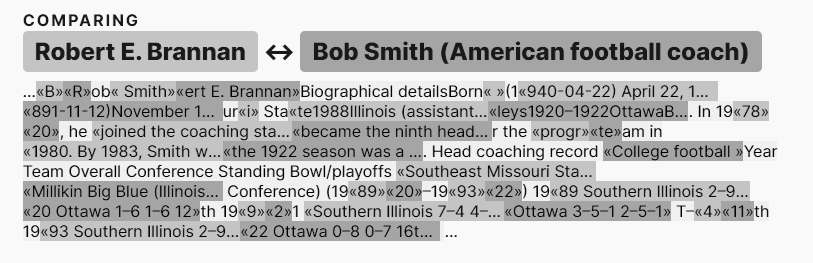 COMPARING
Robert E. Brannan ↔ Bob Smith (American football coach)
...«B»«R»ob« Smith»«ert E. Brannan»Biographical detailsBorn« »(1«940-04-22) April 22, 1...
«891-11-12)November 1... ur«i» Sta«te1988Illinois (assistant...«leys1920–1922OttawaB.... In 19«78»
«20», he «joined the coaching sta...«became the ninth head...r the «progr»«te»am in
«1980. By 1983, Smith w...«the 1922 season was a .... Head coaching record «College football »Year
Team Overall Conference Standing Bowl/playoffs «Southeast Missouri Sta...
«Millikin Big Blue (Illinois... Conference) (19«89»«20»–19«93»«22») 19«89 Southern Illinois 2–9...
«20 Ottawa 1–6 1–6 12»th 19«9»«2»1 «Southern Illinois 7–4 4–...«Ottawa 3–5–1 2–5–1» T–«4»«11»th
19«93 Southern Illinois 2–9...«22 Ottawa 0–8 0–7 16t... ...